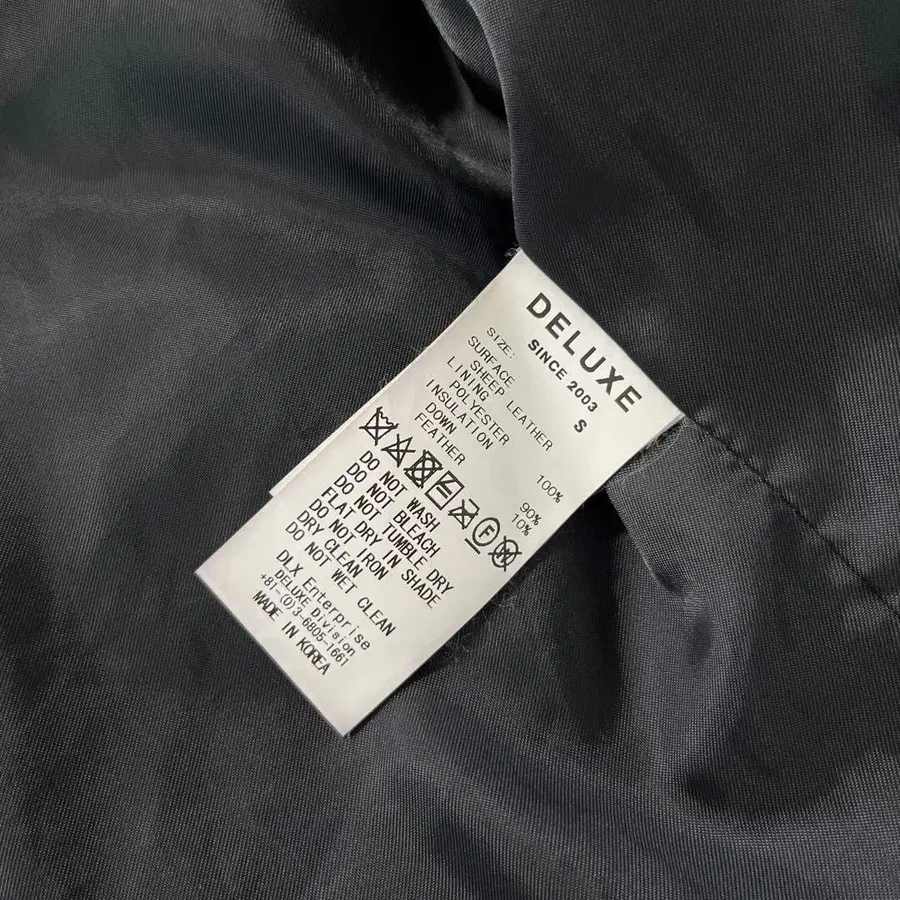 DELUXE
SINCE 2003
SIZE: S
SURFACE
SHEEP LEATHER
LINING
POLYESTER 100%
INSULATION
DOWN 90%
FEATHER 10%
DO NOT WASH
DO NOT BLEACH
DO NOT TUMBLE DRY
FLAT DRY IN SHADE
DO NOT IRON
DRY CLEAN
DO NOT WET CLEAN
DLX Enterprise
DELUXE Division
+81-(0)3-6805-1661
MADE IN KOREA